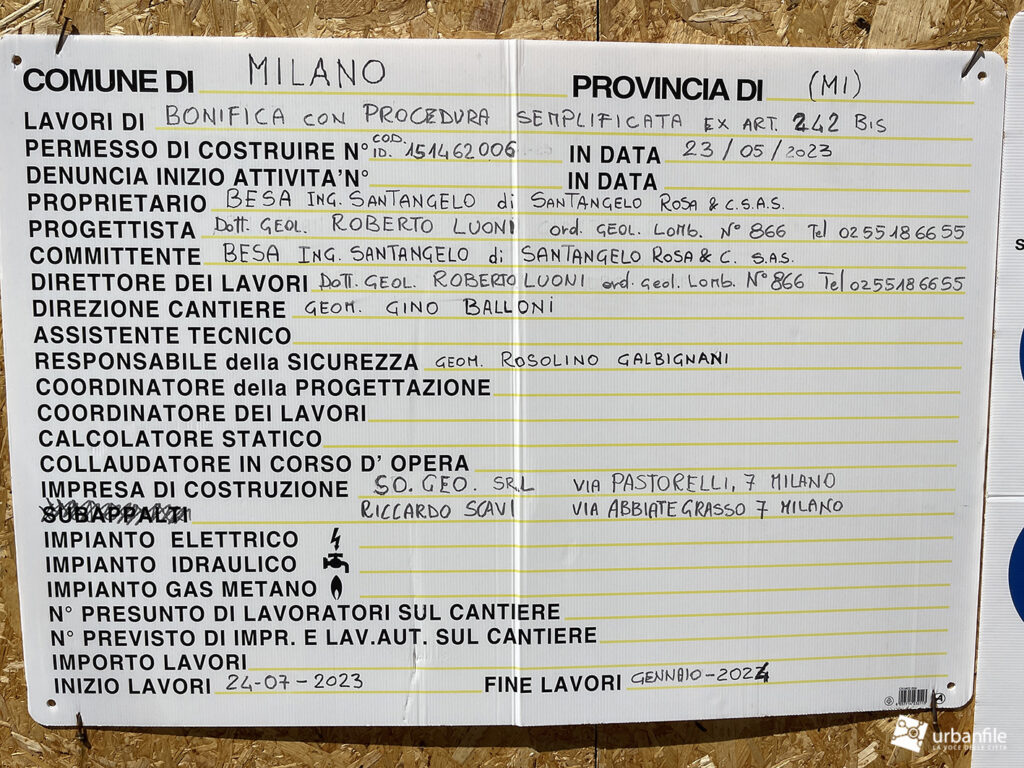 COMUNE DI MILANO PROVINCIA DI (MI)
LAVORI DI BONIFICA CON PROCEDURA SEMPLIFICATA EX ART. 242 BIS
PERMESSO DI COSTRUIRE N° COD. ID. 151462006 IN DATA 23/05/2023
DENUNCIA INIZIO ATTIVITA'N° IN DATA
PROPRIETARIO BESA ING. SANTANGELO di SANTANGELO ROSA & C.S.A.S.
PROGETTISTA Dott. GEOL. ROBERTO LUONI ord. GEOL. LOMB. N° 866 Tel 0255186655
COMMITTENTE BESA ING. SANTANGELO di SANTANGELO ROSA & C. S.A.S.
DIRETTORE DEI LAVORI Dott. GEOL. ROBERTO LUONI ord. Geol. Lomb. N° 866 Tel 0255186655
DIREZIONE CANTIERE GEOM. GINO BALLONI
ASSISTENTE TECNICO
RESPONSABILE della SICUREZZA GEOM. ROSOLINO GALBIGNANI
COORDINATORE della PROGETTAZIONE
COORDINATORE DEI LAVORI
CALCOLATORE STATICO
COLLAUDATORE IN CORSO D' OPERA
IMPRESA DI COSTRUZIONE SO.GEO. SRL VIA PASTORELLI, 7 MILANO
SUBAPPALTI RICCARDO SCAVI VIA ABBIATEGRASSO 7 MILANO
IMPIANTO ELETTRICO
IMPIANTO IDRAULICO
IMPIANTO GAS METANO
N° PRESUNTO DI LAVORATORI SUL CANTIERE
N° PREVISTO DI IMPR. E LAV.AUT. SUL CANTIERE
IMPORTO LAVORI
INIZIO LAVORI 24-07-2023 FINE LAVORI GENNAIO-2024
urbanfile
LA VOCE DELLE CITTÀ